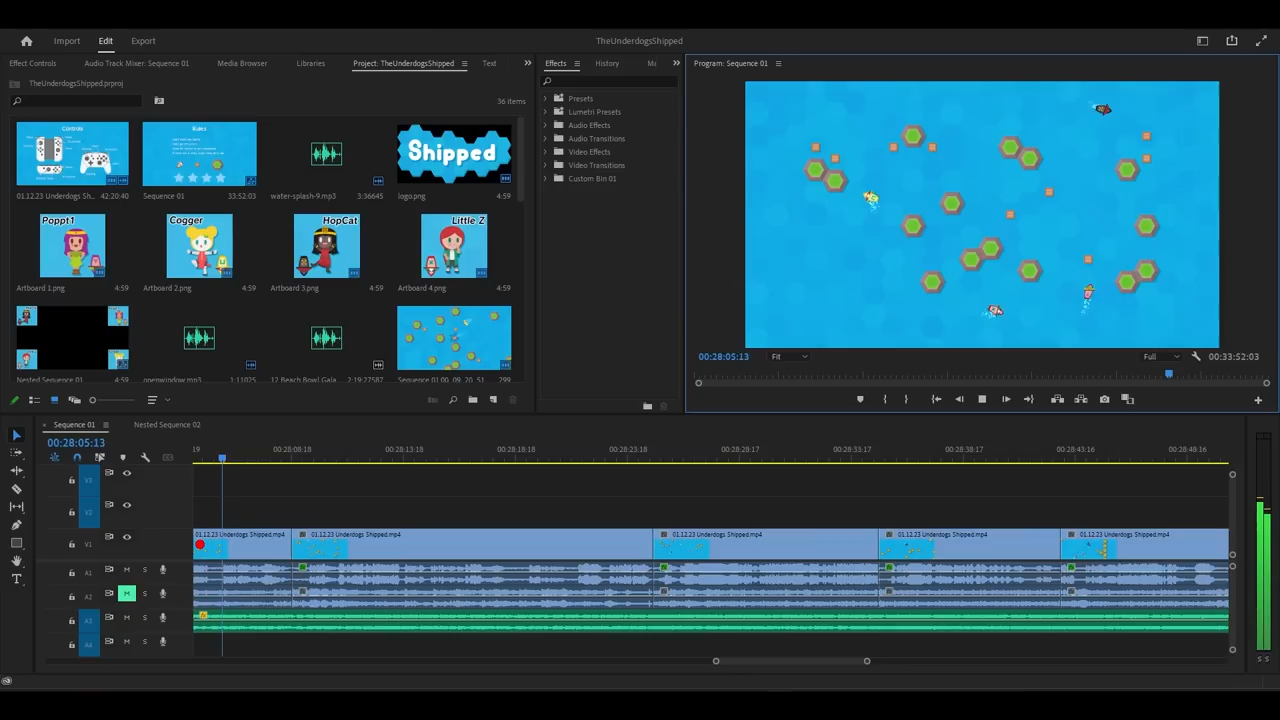 Import Edit Export TheUnderdogsShipped
Effect Controls Audio Track Mixer: Sequence 01 Media Browser Libraries Project: TheUnderdogsShipped Text
Effects History Program: Sequence 01
TheUnderdogsShipped.prproj
36 items
Controls Rules Shipped
01.12.23 Underdogs Sh... 42:20:40 Sequence 01 33:52:03 water-splash-9.mp3 3:36645 logo.png 4:59
Poppt1 Cogger HopCat Little Z
Artboard 1.png 4:59 Artboard 2.png 4:59 Artboard 3.png 4:59 Artboard 4.png 4:59
Nested Sequence 01 4:59 openwindow.mp3 1:11025 12 Beach Bowl Gala 2:19:27587 Sequence 01.00_09_20_51 299
Presets
Lumetri Presets
Audio Effects
Audio Transitions
Video Effects
Video Transitions
Custom Bin 01
00:28:05:13 Fit Full 00:33:52:03
Sequence 01 Nested Sequence 02
00:28:05:13
19 00:28:08:18 00:28:13:18 00:28:18:18 00:28:23:18 00:28:28:17 00:28:33:17 00:28:38:17 00:28:43:16 00:28:48:16
V3
V2
V1
01.12.23 Underdogs Shipped.mp4 01.12.23 Underdogs Shipped.mp4 01.12.23 Underdogs Shipped.mp4 01.12.23 Underdogs Shipped.mp4 01.12.23 Underdogs Shipped.mp4
A1 M S
A2 M S
A3 M S
A4 M S
S S